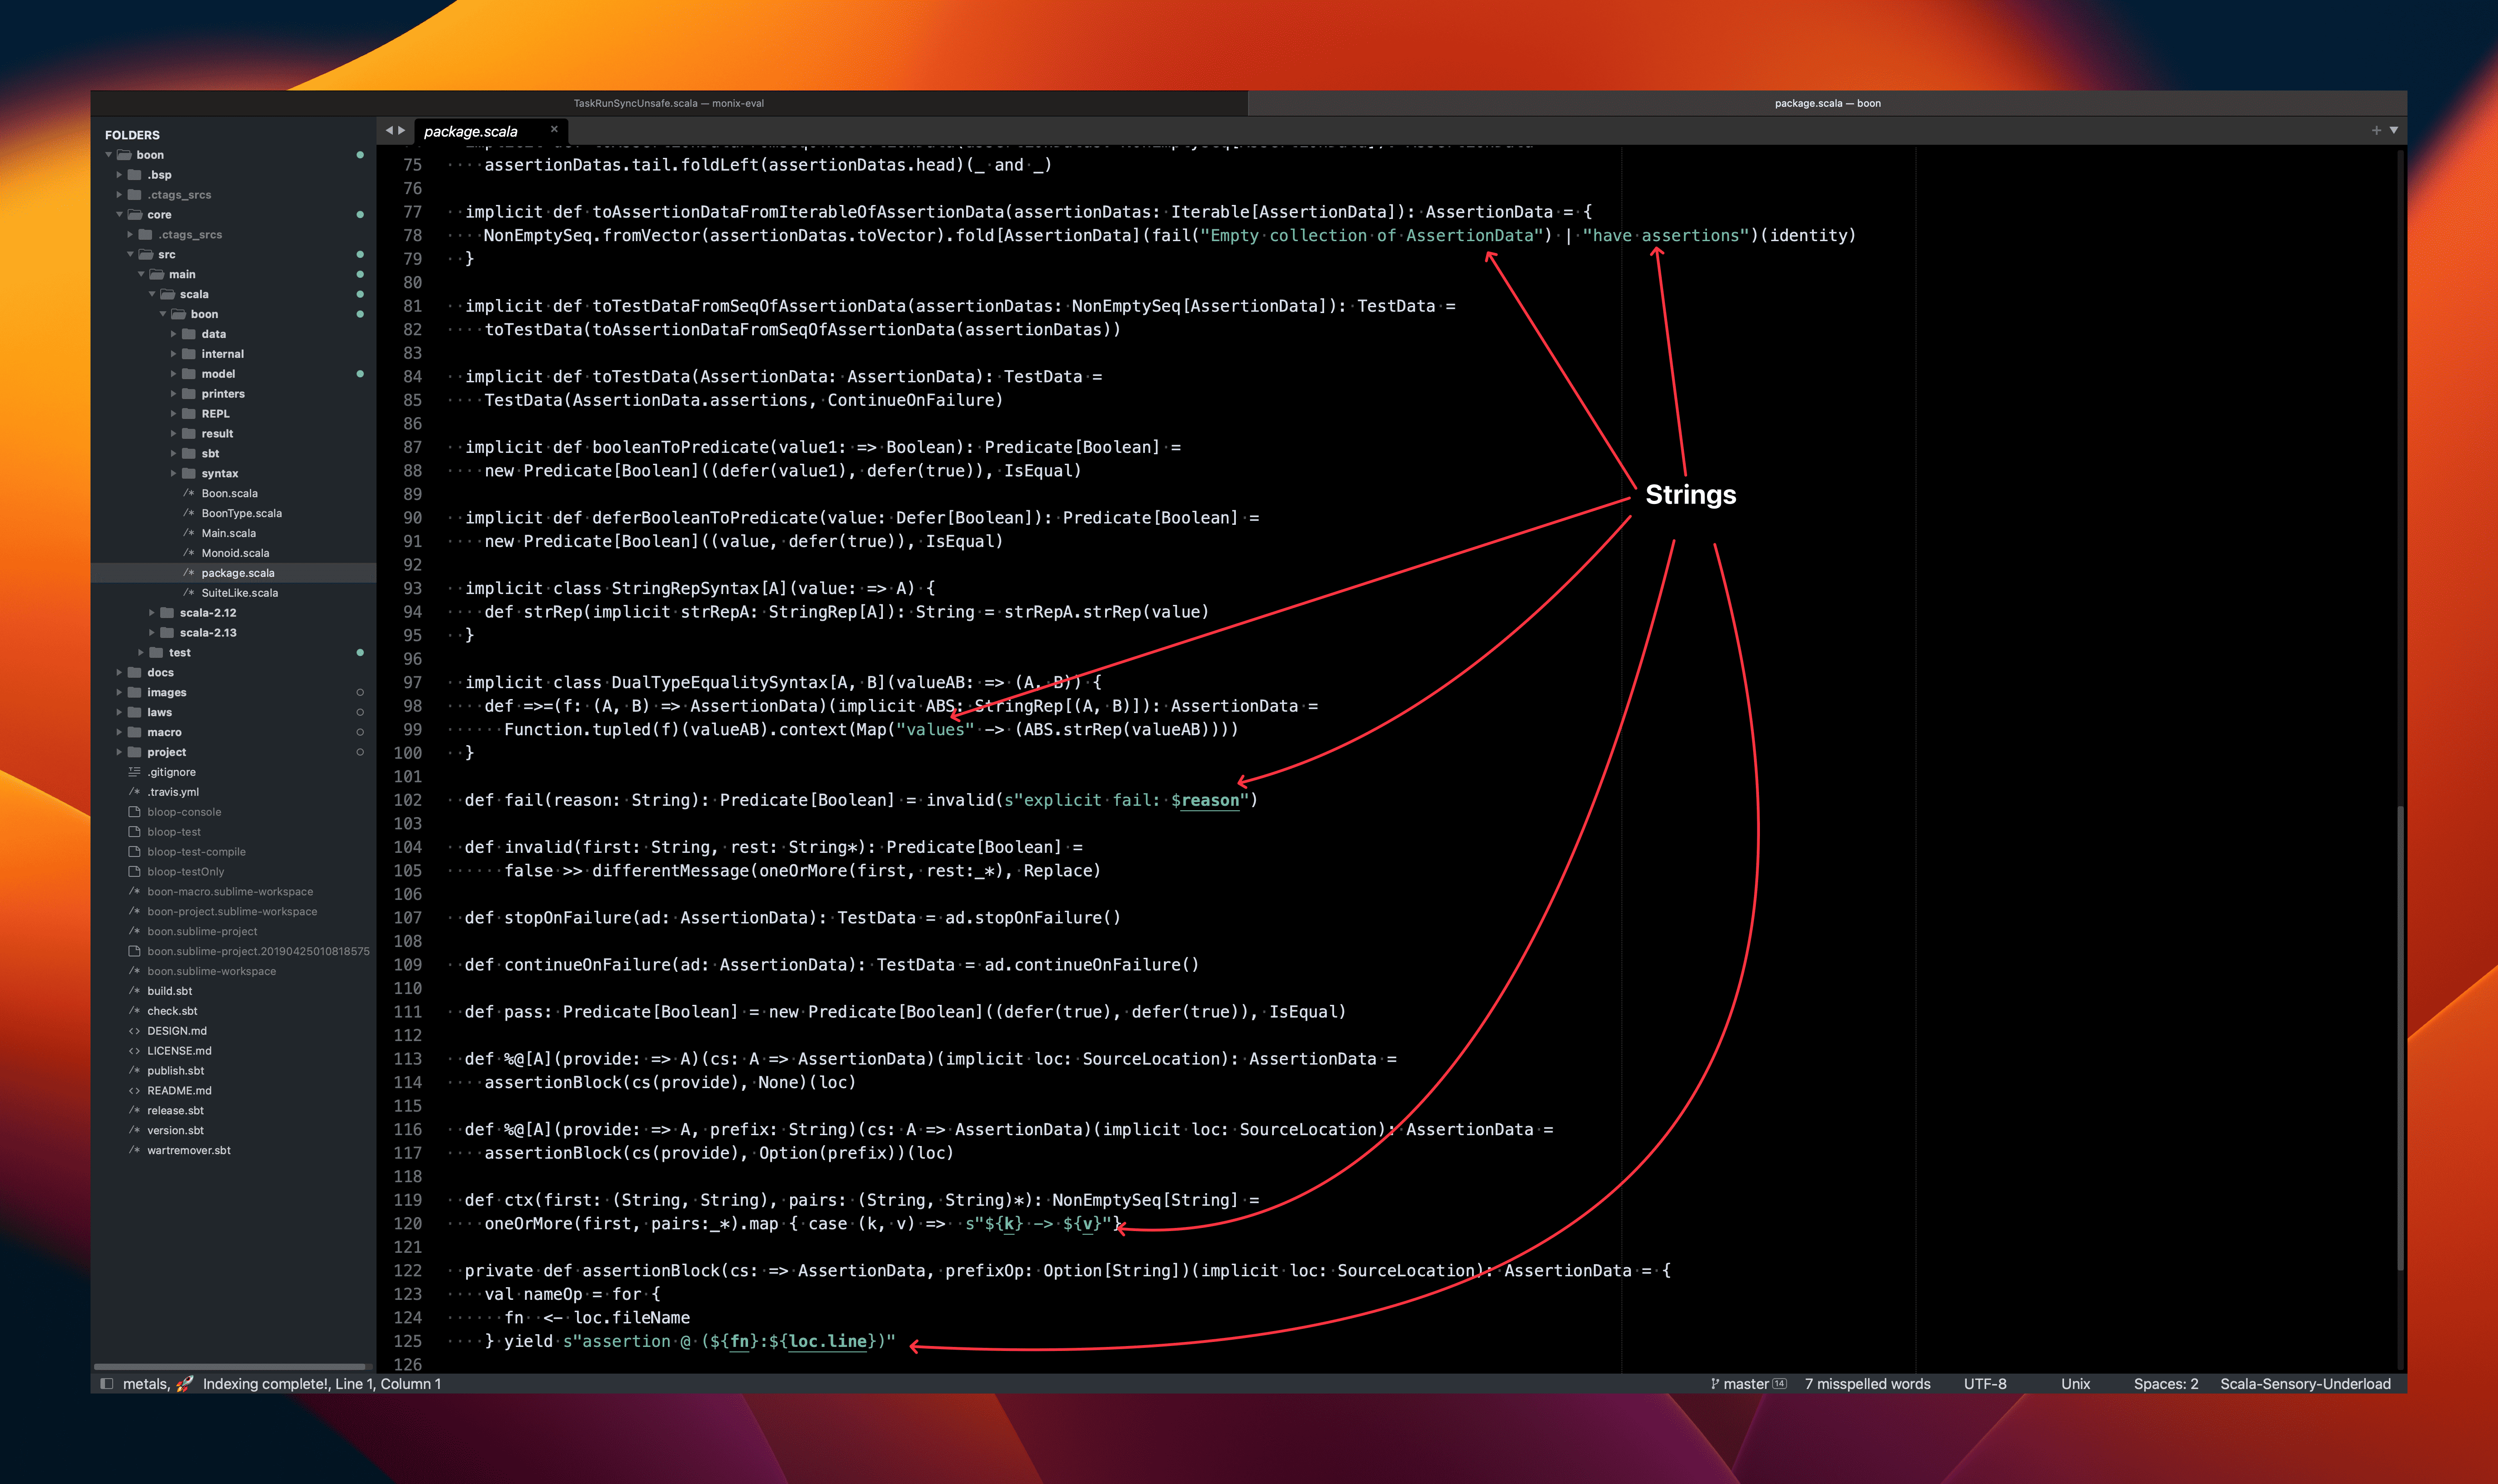 TaskRunSyncUnsafe.scala — monix-eval
package.scala — boon
FOLDERS
boon
.bsp
.ctags_srcs
core
.ctags_srcs
src
main
scala
boon
data
internal
model
printers
REPL
result
sbt
syntax
/* Boon.scala
/* BoonType.scala
/* Main.scala
/* Monoid.scala
/* package.scala
/* SuiteLike.scala
scala-2.12
scala-2.13
test
docs
images
laws
macro
project
.gitignore
/* .travis.yml
bloop-console
bloop-test
bloop-test-compile
bloop-testOnly
/* boon-macro.sublime-workspace
/* boon-project.sublime-workspace
/* boon.sublime-project
boon.sublime-project.20190425010818575
/* boon.sublime-workspace
/* build.sbt
/* check.sbt
<> DESIGN.md
<> LICENSE.md
/* publish.sbt
<> README.md
/* release.sbt
/* version.sbt
/* wartremover.sbt
package.scala ×
75 assertionDatas.tail.foldLeft(assertionDatas.head)(_ and _)
76
77 implicit def toAssertionDataFromIterableOfAssertionData(assertionDatas: Iterable[AssertionData]): AssertionData = {
78 NonEmptySeq.fromVector(assertionDatas.toVector).fold[AssertionData](fail("Empty collection of AssertionData") | "have assertions")(identity)
79 }
80
81 implicit def toTestDataFromSeqOfAssertionData(assertionDatas: NonEmptySeq[AssertionData]): TestData =
82 toTestData(toAssertionDataFromSeqOfAssertionData(assertionDatas))
83
84 implicit def toTestData(AssertionData: AssertionData): TestData =
85 TestData(AssertionData.assertions, ContinueOnFailure)
86
87 implicit def booleanToPredicate(value1: => Boolean): Predicate[Boolean] =
88 new Predicate[Boolean]((defer(value1), defer(true)), IsEqual)
89
Strings
90 implicit def deferBooleanToPredicate(value: Defer[Boolean]): Predicate[Boolean] =
91 new Predicate[Boolean]((value, defer(true)), IsEqual)
92
93 implicit class StringRepSyntax[A](value: => A) {
94 def strRep(implicit strRepA: StringRep[A]): String = strRepA.strRep(value)
95 }
96
97 implicit class DualTypeEqualitySyntax[A, B](valueAB: => (A, B)) {
98 def =>=(f: (A, B) => AssertionData)(implicit ABS: StringRep[(A, B)]): AssertionData =
99 Function.tupled(f)(valueAB).context(Map("values" -> (ABS.strRep(valueAB))))
100 }
101
102 def fail(reason: String): Predicate[Boolean] = invalid(s"explicit fail: $reason")
103
104 def invalid(first: String, rest: String*): Predicate[Boolean] =
105 false >> differentMessage(oneOrMore(first, rest:_*), Replace)
106
107 def stopOnFailure(ad: AssertionData): TestData = ad.stopOnFailure()
108
109 def continueOnFailure(ad: AssertionData): TestData = ad.continueOnFailure()
110
111 def pass: Predicate[Boolean] = new Predicate[Boolean]((defer(true), defer(true)), IsEqual)
112
113 def %@[A](provide: => A)(cs: A => AssertionData)(implicit loc: SourceLocation): AssertionData =
114 assertionBlock(cs(provide), None)(loc)
115
116 def %@[A](provide: => A, prefix: String)(cs: A => AssertionData)(implicit loc: SourceLocation): AssertionData =
117 assertionBlock(cs(provide), Option(prefix))(loc)
118
119 def ctx(first: (String, String), pairs: (String, String)*): NonEmptySeq[String] =
120 oneOrMore(first, pairs:_*).map { case (k, v) => s"${k} -> ${v}"}
121
122 private def assertionBlock(cs: => AssertionData, prefixOp: Option[String])(implicit loc: SourceLocation): AssertionData = {
123 val nameOp = for {
124 fn <- loc.fileName
125 } yield s"assertion @ (${fn}:${loc.line})"
126
metals, 🚀 Indexing complete!, Line 1, Column 1
master 14
7 misspelled words
UTF-8
Unix
Spaces: 2
Scala-Sensory-Underload